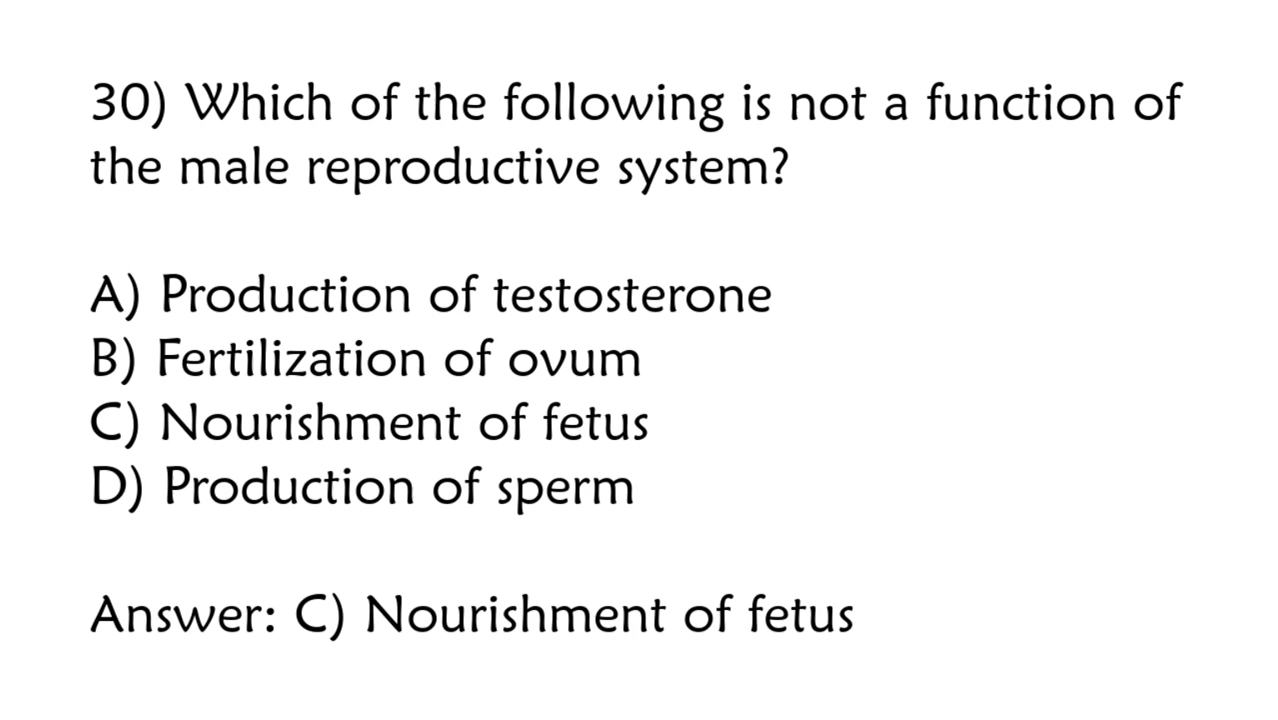 30) Which of the following is not a function of
the male reproductive system?
A) Production of testosterone
B) Fertilization of ovum
C) Nourishment of fetus
D) Production of sperm
Answer: C) Nourishment of fetus